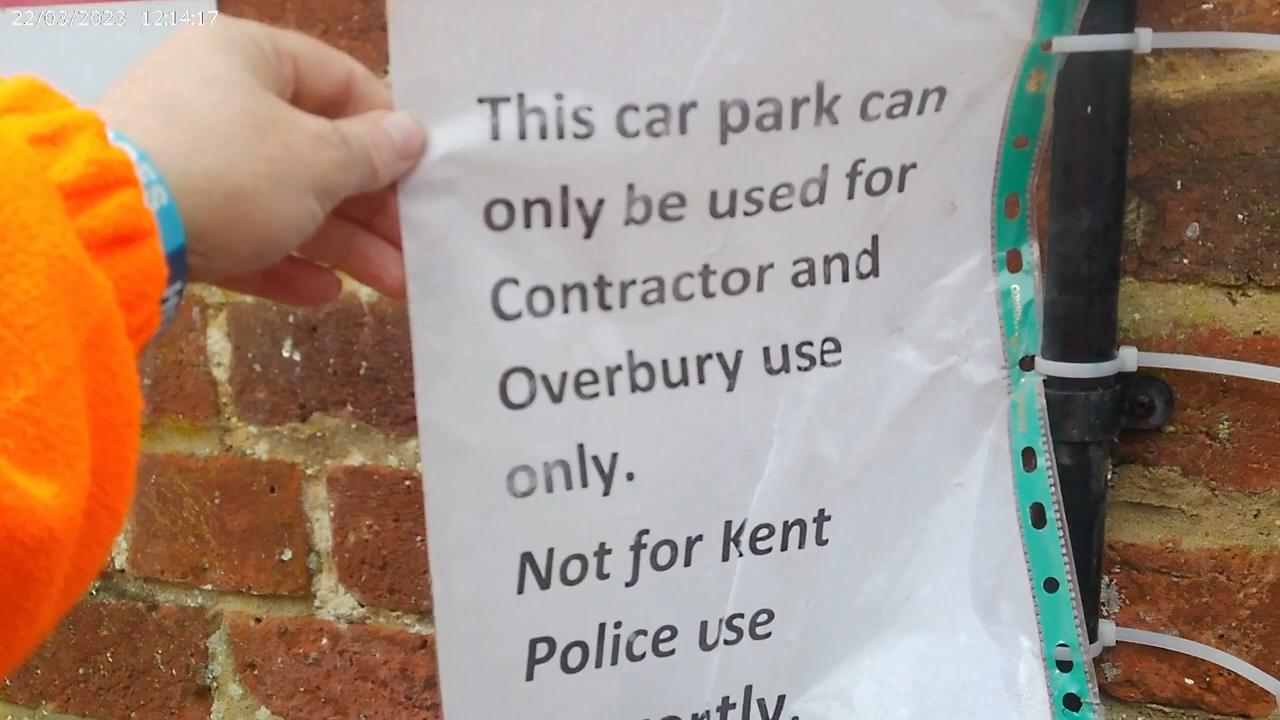 22/03/2023 12:14:17
This car park can
only be used for
Contractor and
Overbury use
only.
Not for Kent
Police use